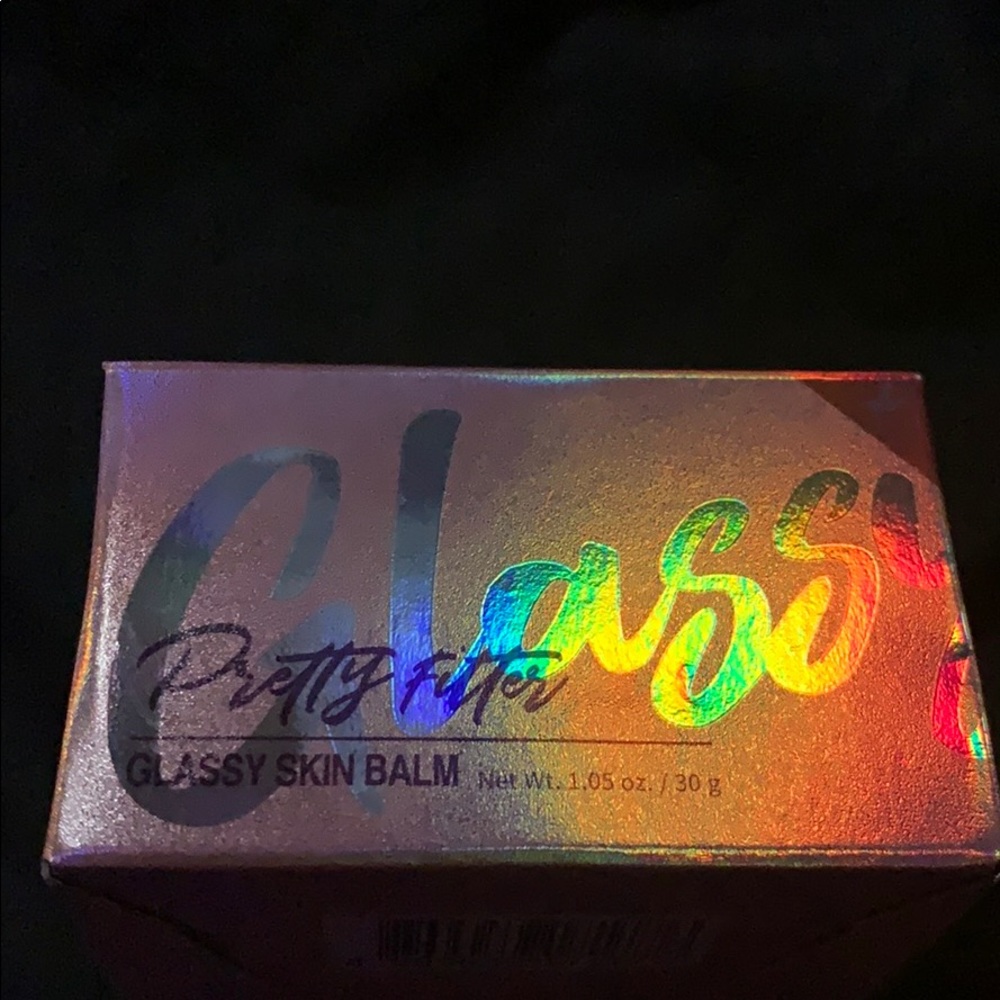 Glassy
Pretty Filter
GLASSY SKIN BALM Net Wt. 1.05 oz. / 30 g